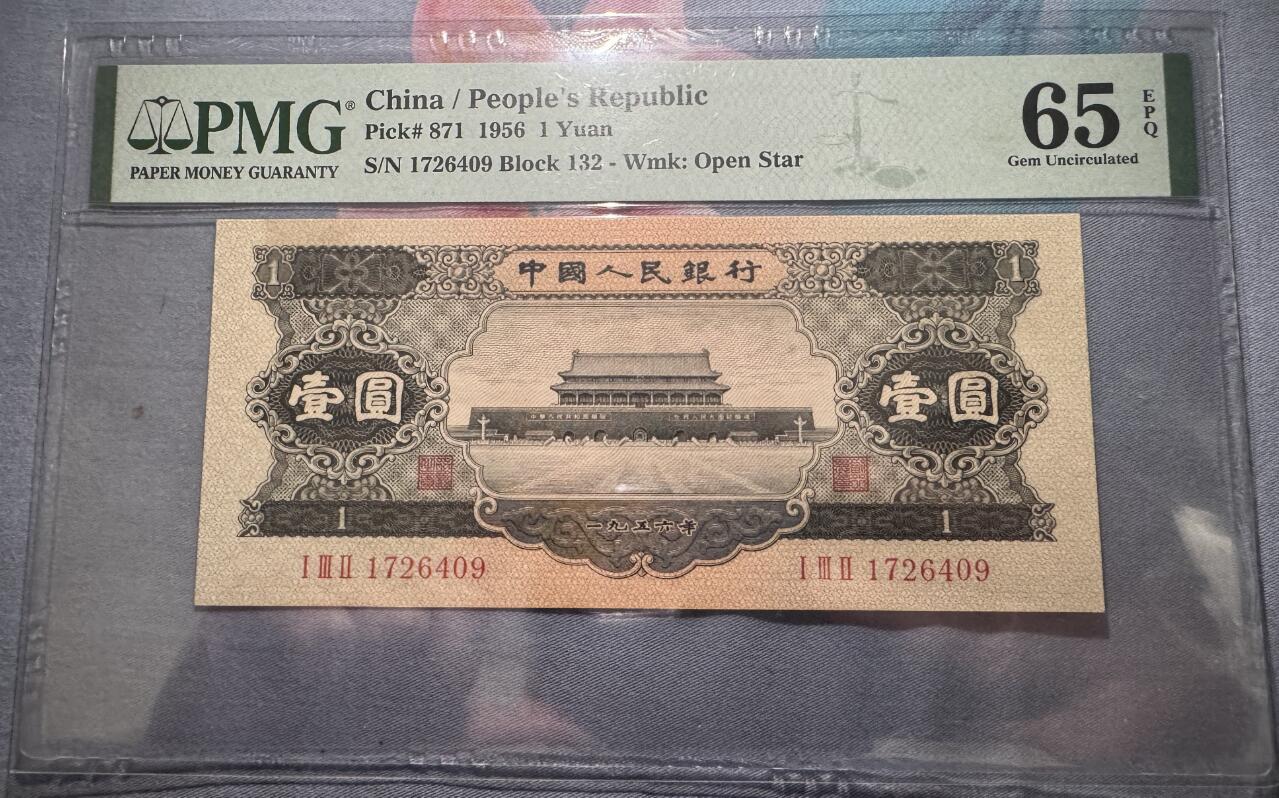 PMG®
PAPER MONEY GUARANTY
China / People's Republic
Pick# 871 1956 1 Yuan
S/N 1726409 Block 132 - Wmk: Open Star
65 EPQ
Gem Uncirculated
1 中國人民銀行 1
壹圓 壹圓
1 一九五六年 1
I III II 1726409 I III II 1726409